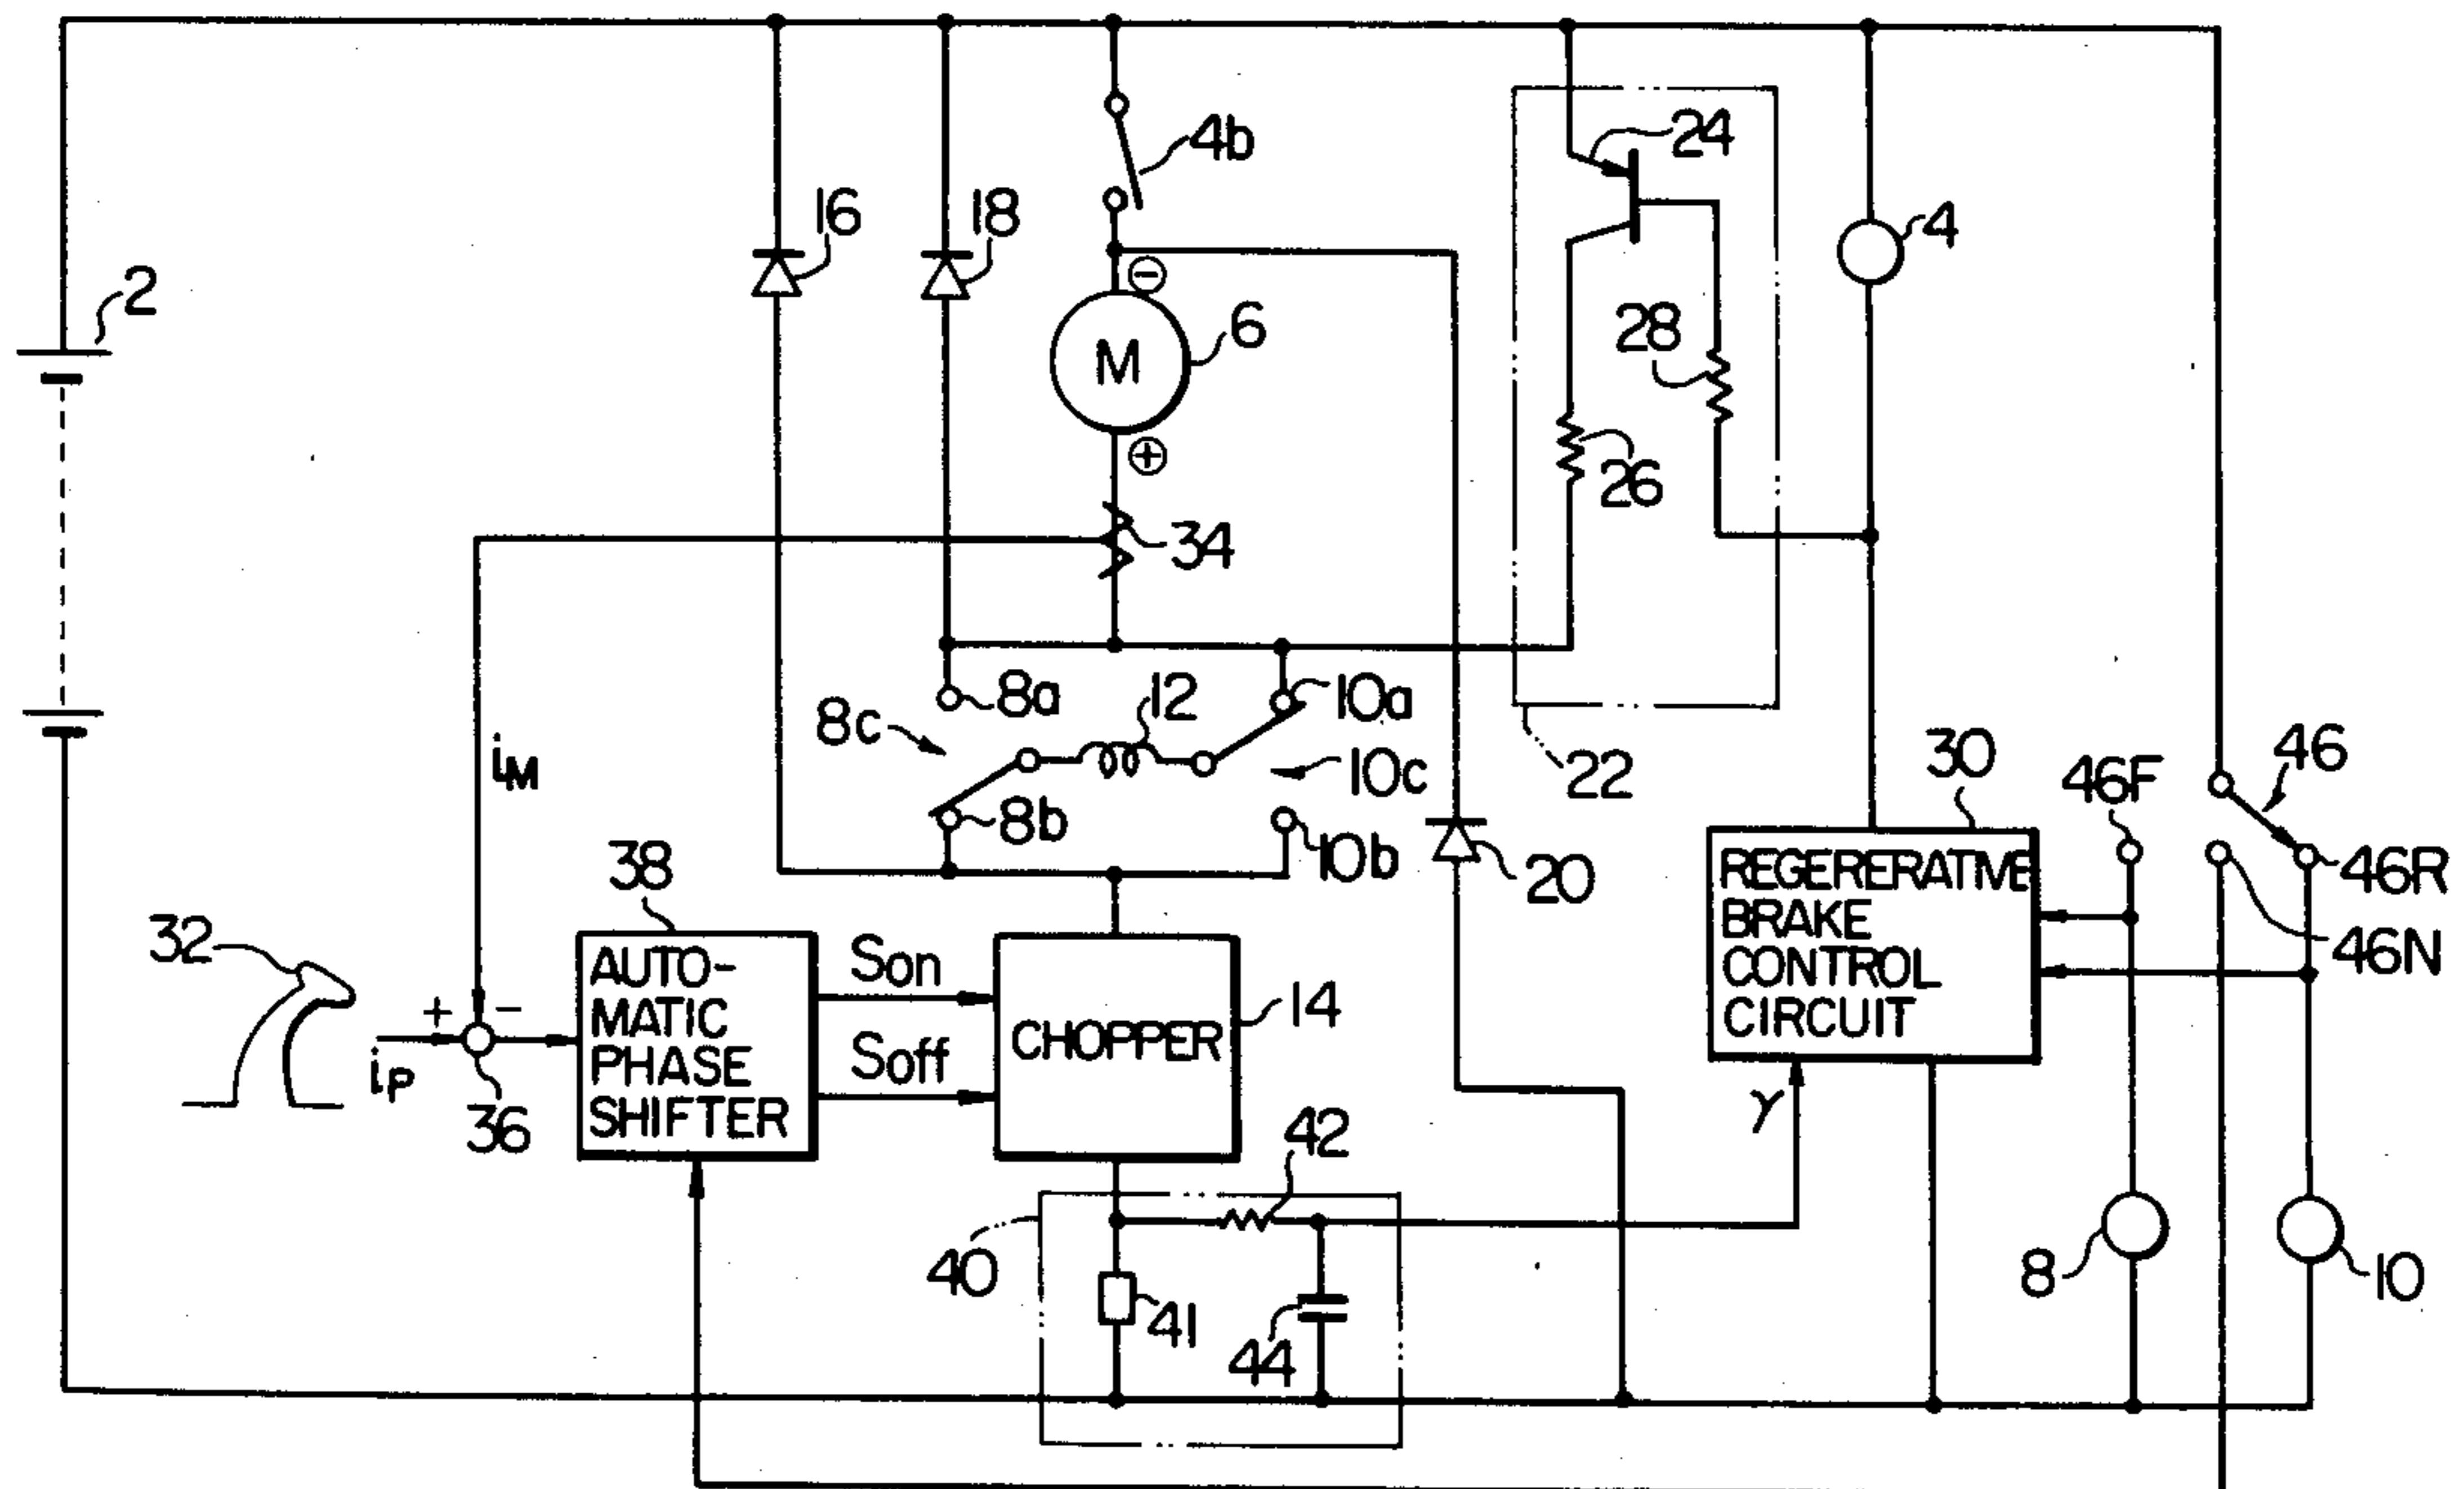 2
16
18
4b
⊖
M
6
⊕
34
24
28
26
4
22
iM
8c
8a
12
10a
10c
8b
10b
20
30
46F
46
46R
46N
REGERERATIVE
BRAKE
CONTROL
CIRCUIT
γ
32
+
-
iP
36
38
AUTO-
MATIC
PHASE
SHIFTER
Son
Soff
CHOPPER
14
42
40
41
44
8
10